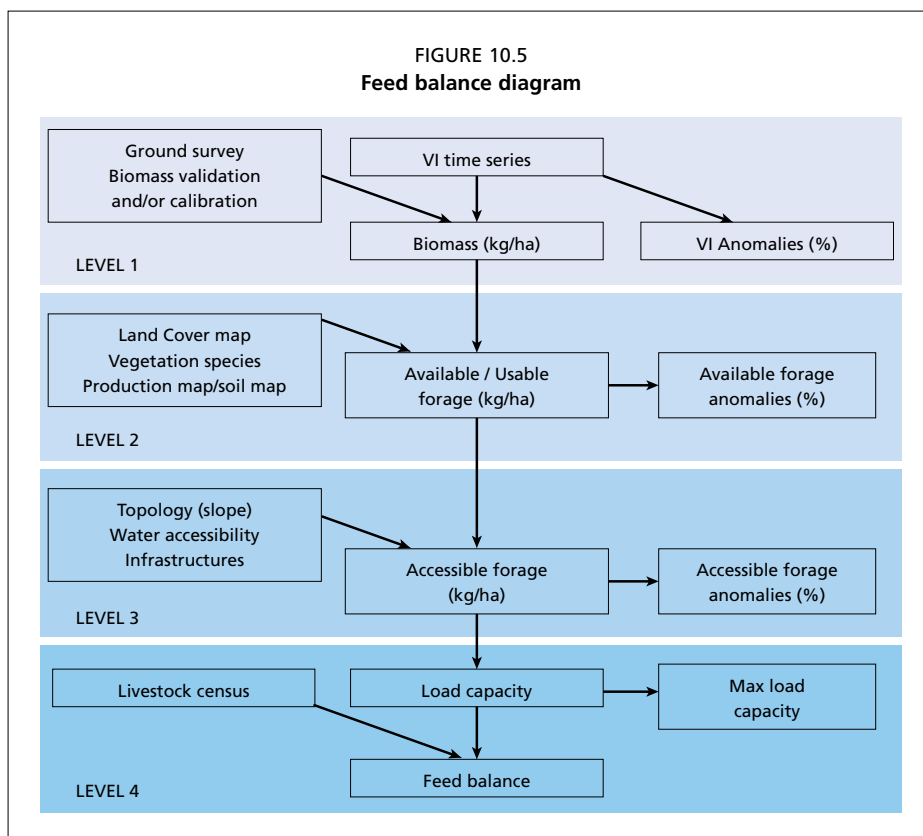 FIGURE 10.5
Feed balance diagram
Ground survey
Biomass validation
and/or calibration
VI time series
Biomass (kg/ha)
VI Anomalies (%)
LEVEL 1
Land Cover map
Vegetation species
Production map/soil map
Available / Usable
forage (kg/ha)
Available forage
anomalies (%)
LEVEL 2
Topology (slope)
Water accessibility
Infrastructures
Accessible forage
(kg/ha)
Accessible forage
anomalies (%)
LEVEL 3
Livestock census
Load capacity
Max load
capacity
Feed balance
LEVEL 4